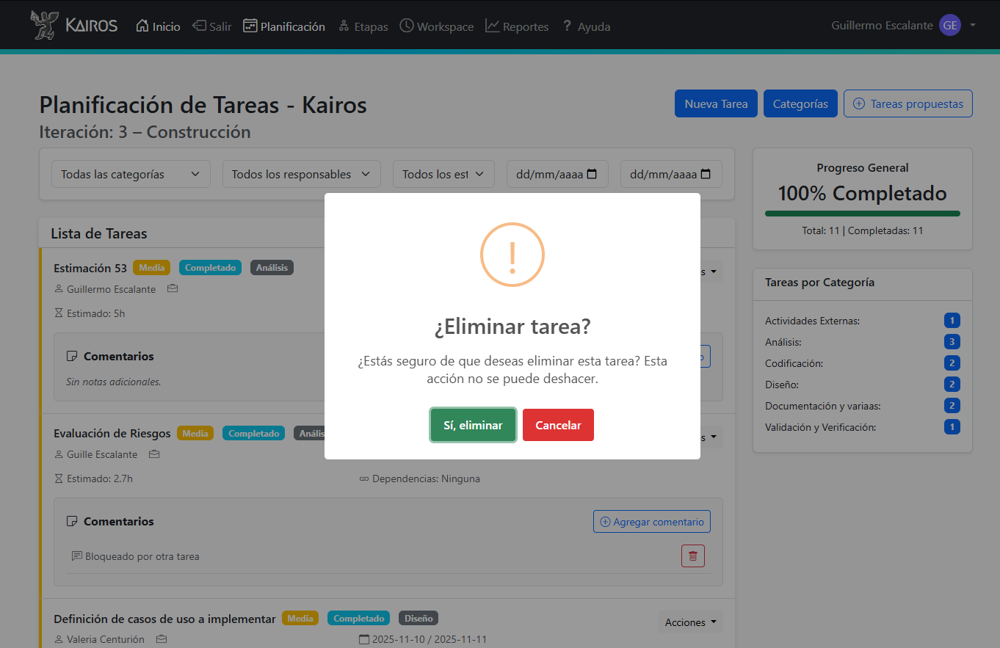 KAIROS Inicio Salir Planificación Etapas Workspace Reportes ? Ayuda Guillermo Escalante GE
Planificación de Tareas - Kairos
Iteración: 3 – Construcción
Nueva Tarea Categorías Tareas propuestas
Todas las categorías Todos los responsables Todos los est dd/mm/aaaa dd/mm/aaaa
Lista de Tareas
Estimación 53 Media Completado Análisis
Guillermo Escalante
Estimado: 5h
Comentarios
Sin notas adicionales.
Evaluación de Riesgos Media Completado Anális
Guille Escalante
Estimado: 2.7h Dependencias: Ninguna
Comentarios Agregar comentario
Bloqueado por otra tarea
Definición de casos de uso a implementar Media Completado Diseño Acciones
Valeria Centurión 2025-11-10 / 2025-11-11
¿Eliminar tarea?
¿Estás seguro de que deseas eliminar esta tarea? Esta
acción no se puede deshacer.
Sí, eliminar Cancelar
Progreso General
100% Completado
Total: 11 | Completadas: 11
Tareas por Categoría
Actividades Externas: 1
Análisis: 3
Codificación: 2
Diseño: 2
Documentación y variaas: 2
Validación y Verificación: 1